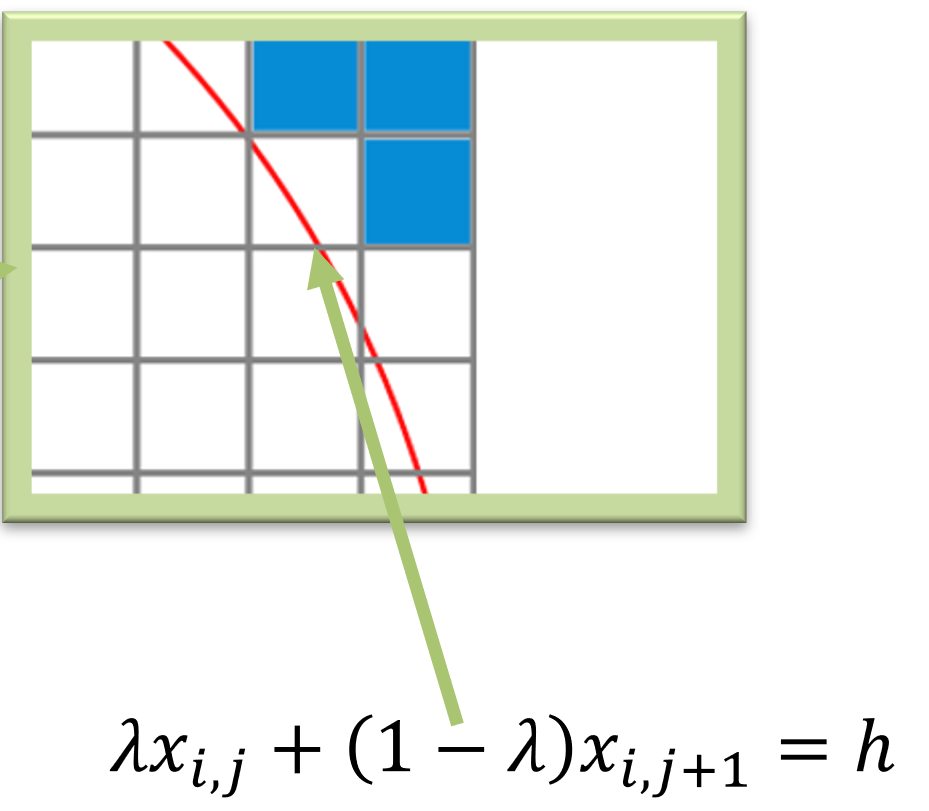 λx_{i,j} + (1 − λ)x_{i,j+1} = h